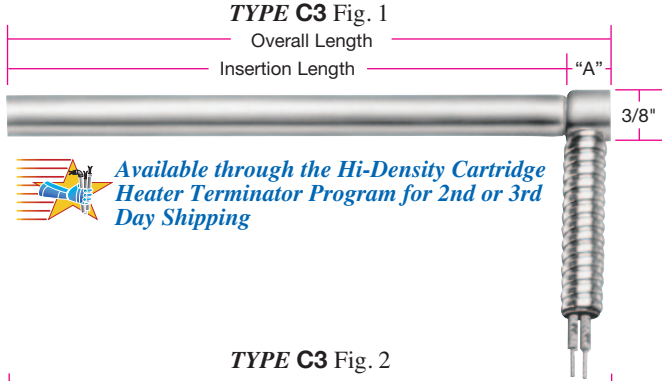 TYPE C3 Fig. 1
Overall Length
Insertion Length
“A”
3/8"
Available through the Hi-Density Cartridge
Heater Terminator Program for 2nd or 3rd
Day Shipping
TYPE C3 Fig. 2